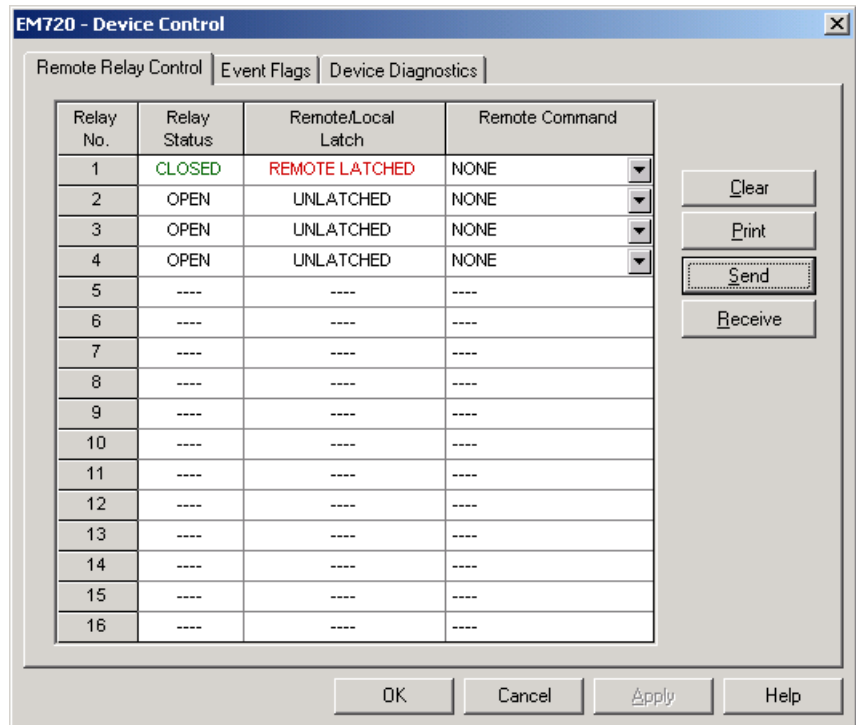 EM720 - Device Control
Remote Relay Control Event Flags Device Diagnostics
Relay No. Relay Status Remote/Local Latch Remote Command
1 CLOSED REMOTE LATCHED NONE
2 OPEN UNLATCHED NONE
3 OPEN UNLATCHED NONE
4 OPEN UNLATCHED NONE
5 ---- ---- ----
6 ---- ---- ----
7 ---- ---- ----
8 ---- ---- ----
9 ---- ---- ----
10 ---- ---- ----
11 ---- ---- ----
12 ---- ---- ----
13 ---- ---- ----
14 ---- ---- ----
15 ---- ---- ----
16 ---- ---- ----
Clear
Print
Send
Receive
OK Cancel Apply Help